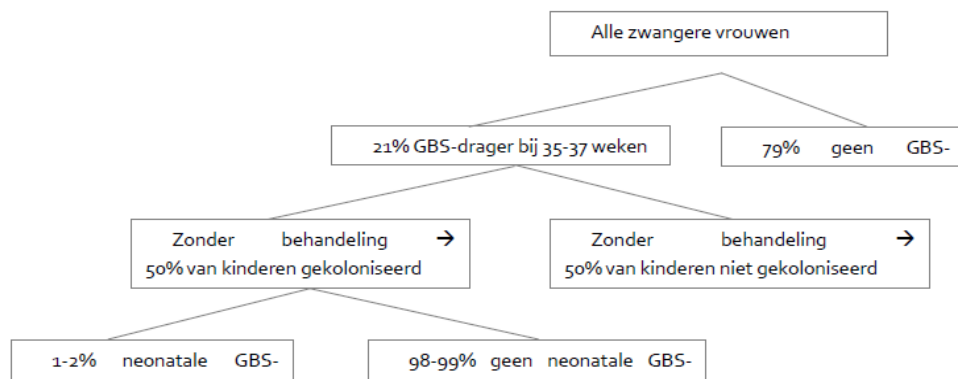 Alle zwangere vrouwen
21% GBS-drager bij 35-37 weken
79% geen GBS-
Zonder behandeling →
50% van kinderen gekoloniseerd
Zonder behandeling →
50% van kinderen niet gekoloniseerd
1-2% neonatale GBS-
98-99% geen neonatale GBS-